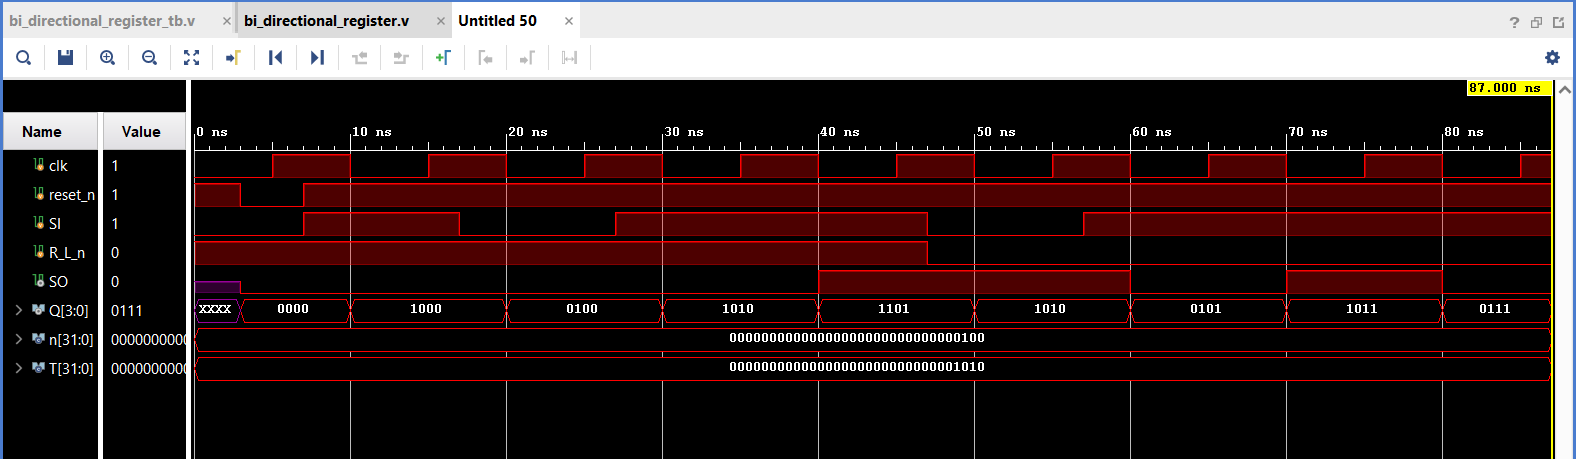 bi_directional_register_tb.v × bi_directional_register.v × Untitled 50 ×
87.000 ns
Name Value
0 ns 10 ns 20 ns 30 ns 40 ns 50 ns 60 ns 70 ns 80 ns
clk 1
reset_n 1
SI 1
R_L_n 0
SO 0
Q[3:0] 0111 XXXX 0000 1000 0100 1010 1101 1010 0101 1011 0111
n[31:0] 0000000000 00000000000000000000000000000100
T[31:0] 0000000000 00000000000000000000000000001010